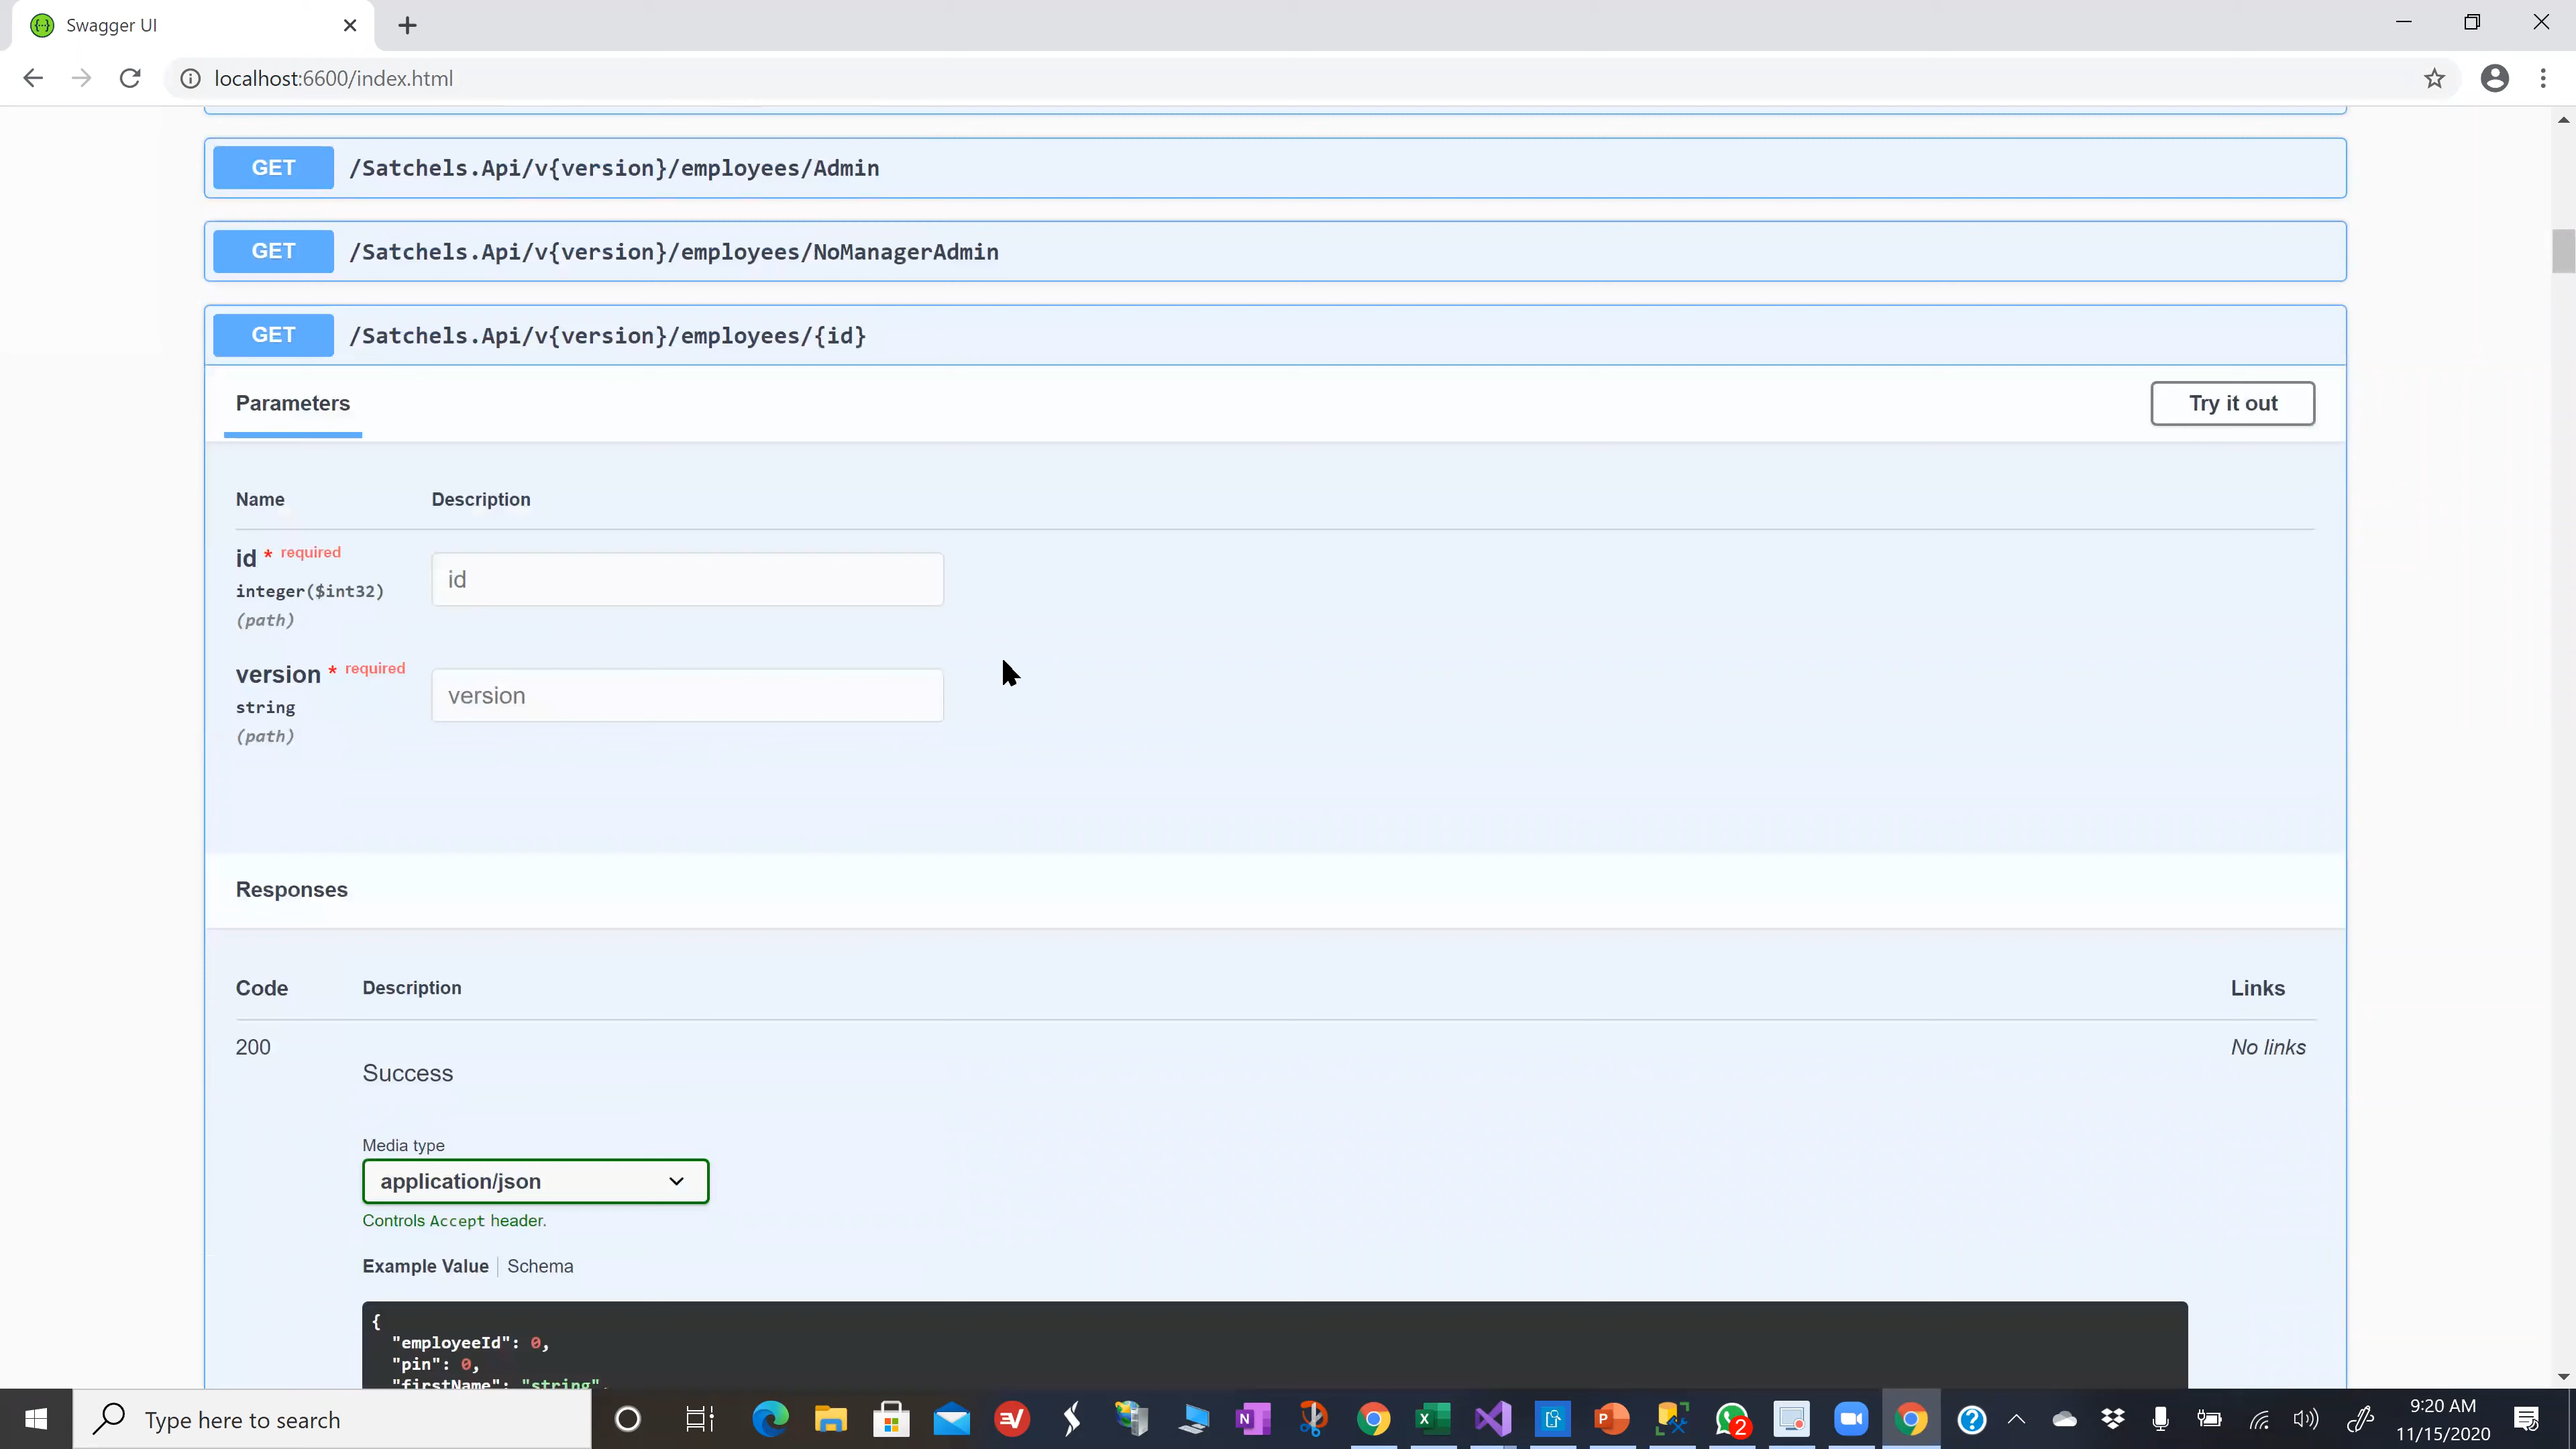 Swagger UI
localhost:6600/index.html
GET /Satchels.Api/v{version}/employees/Admin
GET /Satchels.Api/v{version}/employees/NoManagerAdmin
GET /Satchels.Api/v{version}/employees/{id}
Parameters
Try it out
Name Description
id * required
integer($int32)
(path)
id
version * required
string
(path)
version
Responses
Code Description Links
200
Success
No links
Media type
application/json
Controls Accept header.
Example Value Schema
{
"employeeId": 0,
"pin": 0,
"firstName": "string",
Type here to search
2
9:20 AM
11/15/2020